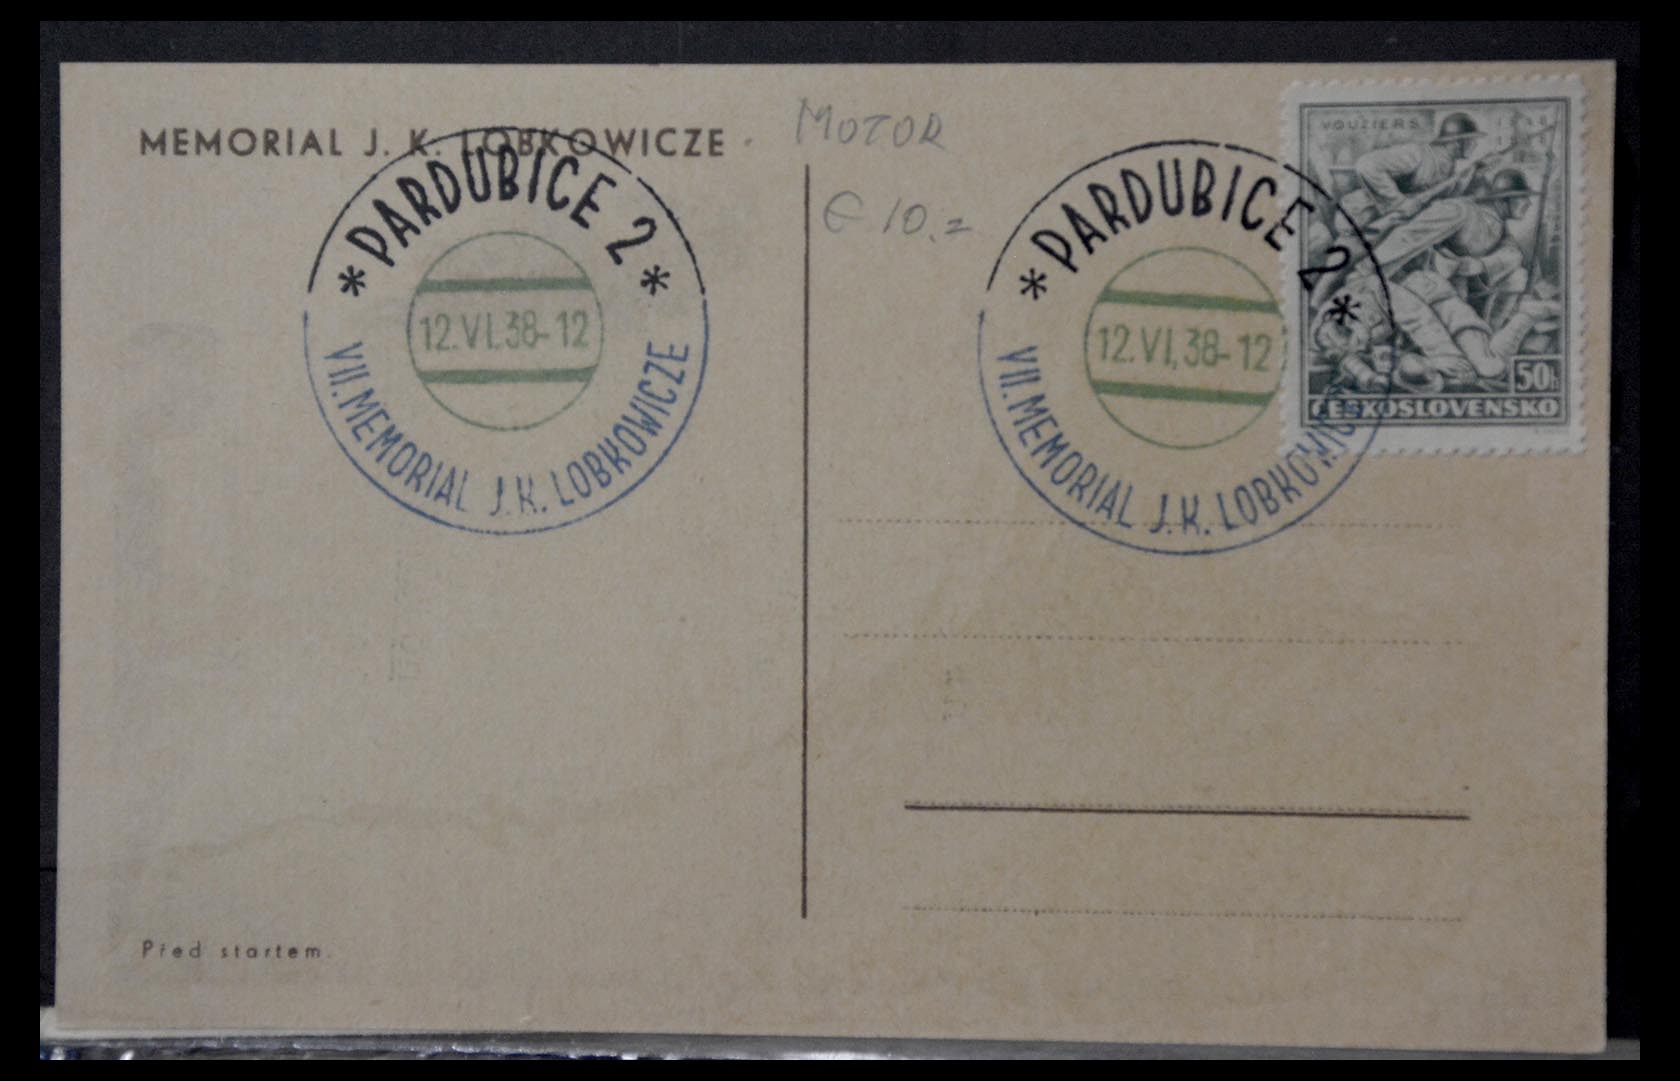 MEMORIAL J. K. LOBKOWICZE.
MOTOR
€ 10,=
* PARDUBICE 2 *
12.VI.38-12
VII. MEMORIAL J.K. LOBKOWICZE
* PARDUBICE 2 *
12.VI.38-12
VII. MEMORIAL J.K. LOBKOWICZE
VOUZIERS 1918
50h
ČESKOSLOVENSKO
Před startem.